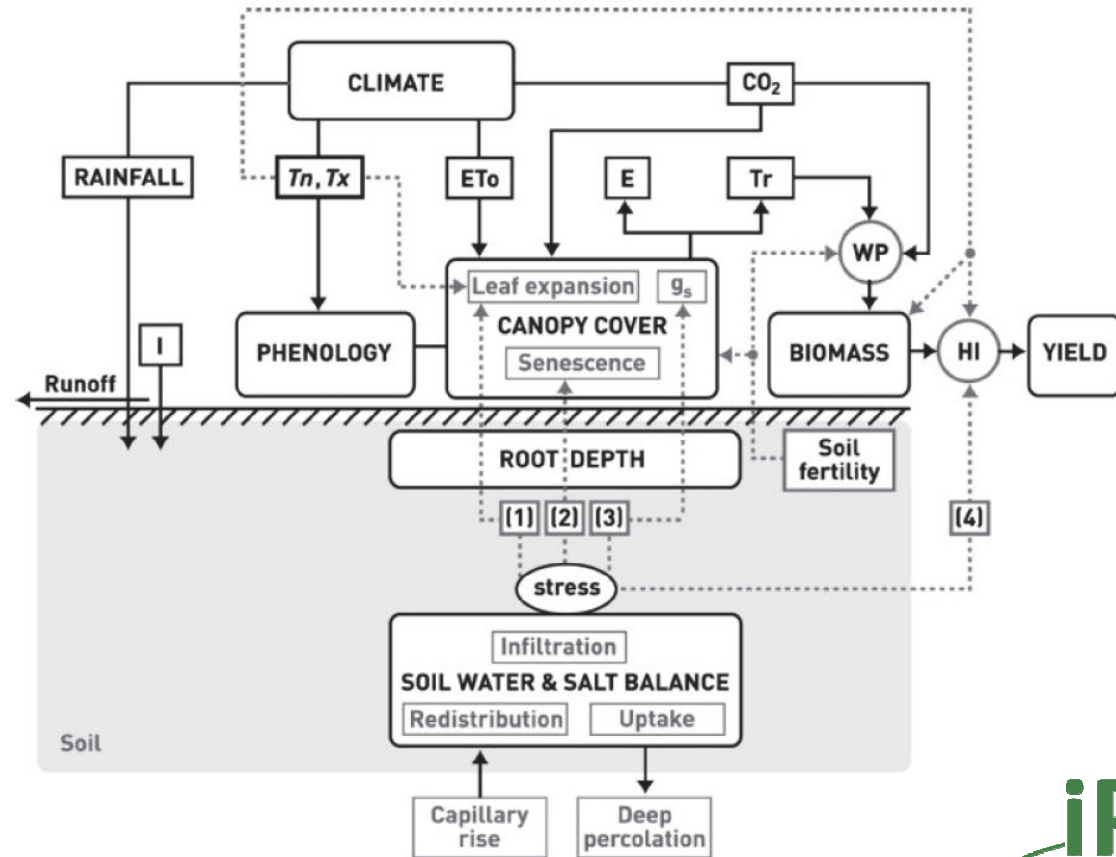 CLIMATE
CO₂
RAINFALL
Tn, Tx
ETo
E
Tr
WP
Leaf expansion
gₛ
CANOPY COVER
Senescence
PHENOLOGY
I
BIOMASS
HI
YIELD
Runoff
ROOT DEPTH
Soil
fertility
(1)
(2)
(3)
(4)
stress
Infiltration
SOIL WATER & SALT BALANCE
Redistribution
Uptake
Soil
Capillary
rise
Deep
percolation